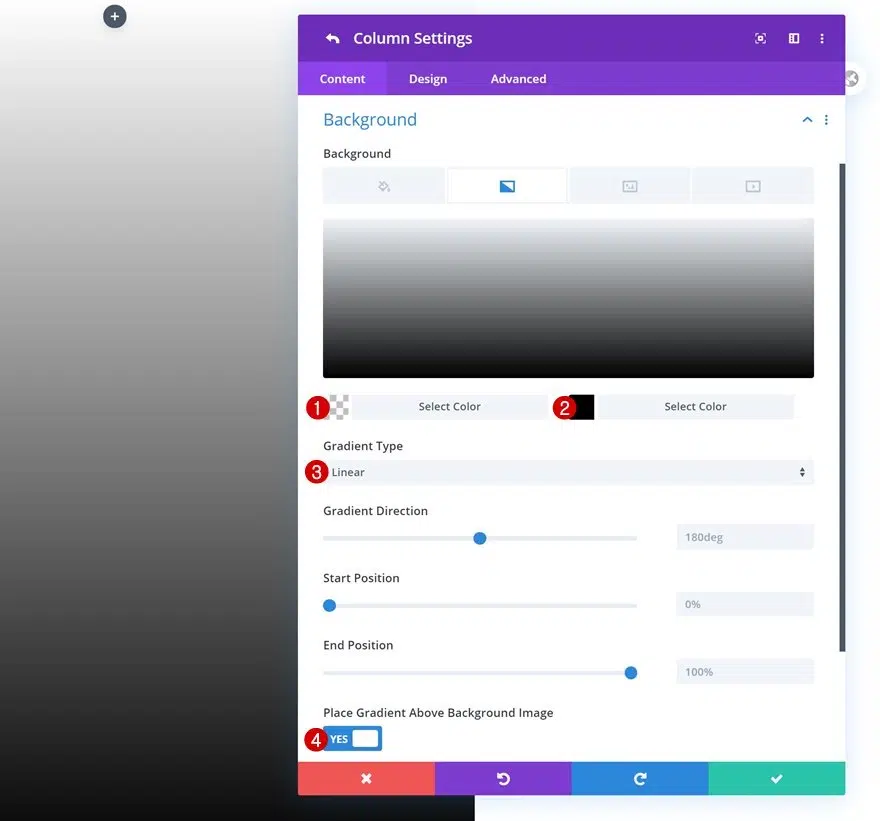 Column Settings
Content Design Advanced
Background
Background
1 Select Color 2 Select Color
Gradient Type
3 Linear
Gradient Direction
180deg
Start Position
0%
End Position
100%
Place Gradient Above Background Image
4 YES